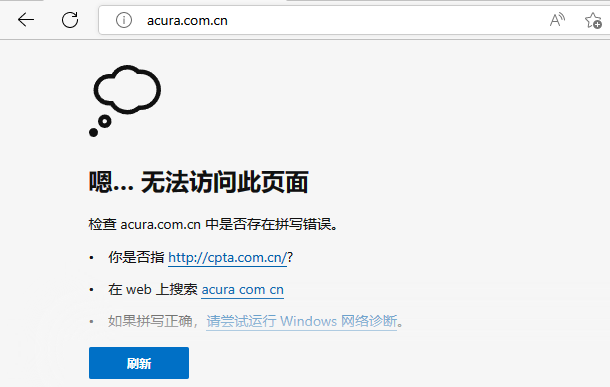 acura.com.cn
嗯... 无法访问此页面
检查 acura.com.cn 中是否存在拼写错误。
• 你是否指 http://cpta.com.cn/?
• 在 web 上搜索 acura com cn
• 如果拼写正确，请尝试运行 Windows 网络诊断。
刷新